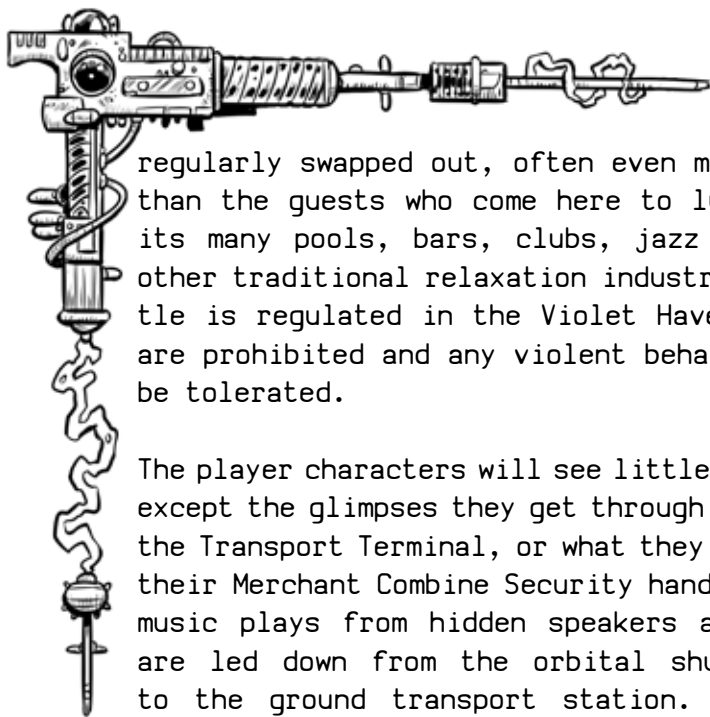 regularly swapped out, often even m
than the guests who come here to lu
its many pools, bars, clubs, jazz
other traditional relaxation industr
tle is regulated in the Violet Have
are prohibited and any violent beha
be tolerated.
The player characters will see little
except the glimpses they get through
the Transport Terminal, or what they
their Merchant Combine Security hand
music plays from hidden speakers a
are led down from the orbital shu
to the ground transport station.